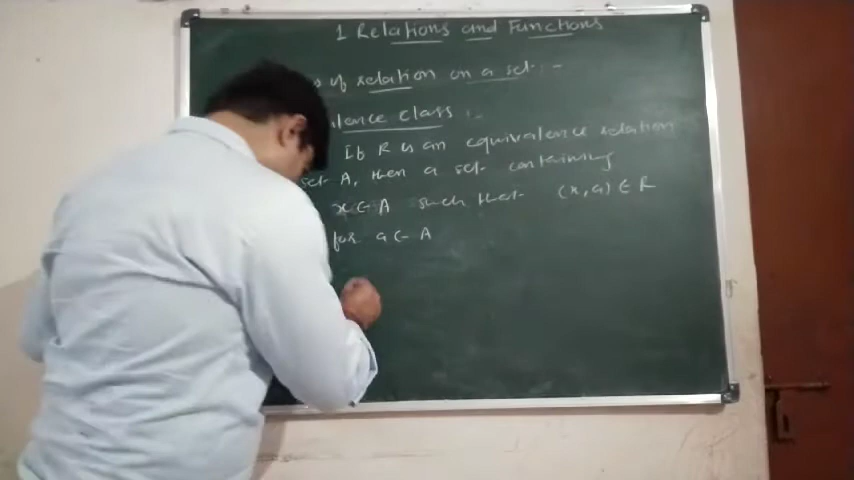 1 Relations and Functions
of relation on a set : -
class :-
If R is an equivalence relation
set A, then a set containing
x ∈ A such that (x, a) ∈ R
for a ∈ A